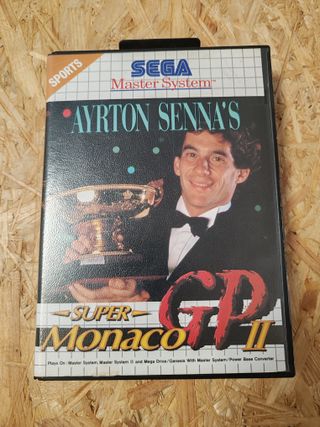 SPORTS
SEGA
Master System™
AYRTON SENNA'S
SUPER
Monaco GP II
Plays On: Master System, Master System II and Mega Drive/Genesis With Master System/Power Base Converter